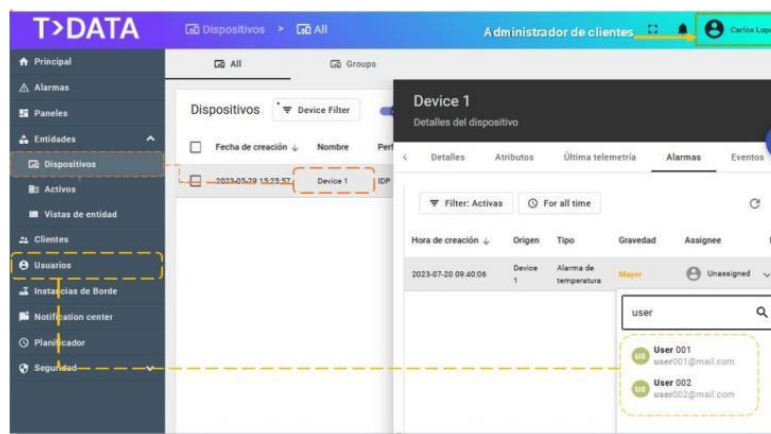 T>DATA
Dispositivos > All
Administrador de clientes
Carlos Lop
Principal
Alarmas
Paneles
Entidades
Dispositivos
Activos
Vistas de entidad
Clientes
Usuarios
Instancias de Borde
Notification center
Planificador
Seguridad
All
Groups
Dispositivos
Device Filter
Fecha de creación ↓
Nombre
Perf
2023-05-29 15:25:57
Device 1
IDP
Device 1
Detalles del dispositivo
< Detalles Atributos Última telemetría Alarmas Eventos
Filter: Activas
For all time
Hora de creación ↓ Origen Tipo Gravedad Assignee
2023-07-20 09:40:06
Device
1
Alarma de
temperatura
Mayor
Unassigned
user
US
User 001
user001@mail.com
US
User 002
user002@mail.com